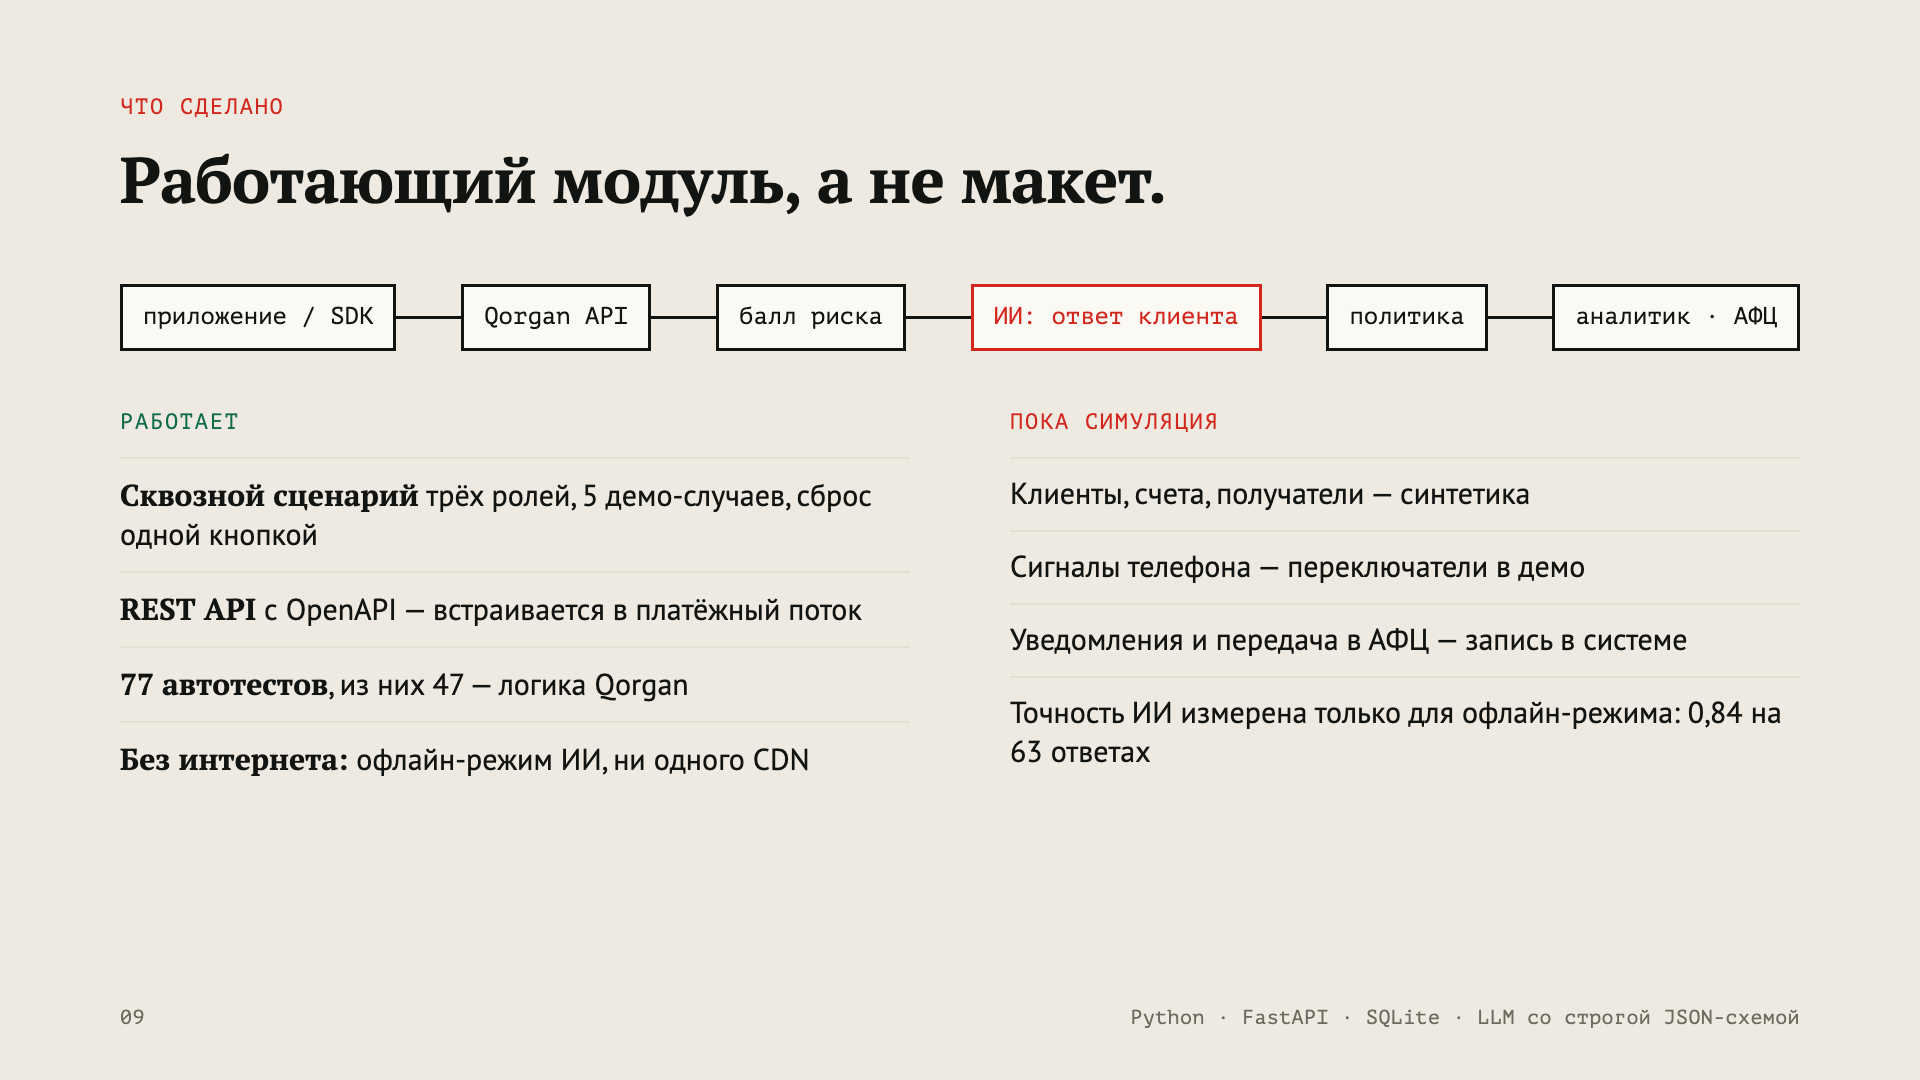 ЧТО СДЕЛАНО
Работающий модуль, а не макет.
приложение / SDK
Qorgan API
балл риска
ИИ: ответ клиента
политика
аналитик · АФЦ
РАБОТАЕТ
Сквозной сценарий трёх ролей, 5 демо-случаев, сброс
одной кнопкой
REST API с OpenAPI — встраивается в платёжный поток
77 автотестов, из них 47 — логика Qorgan
Без интернета: офлайн-режим ИИ, ни одного CDN
ПОКА СИМУЛЯЦИЯ
Клиенты, счета, получатели — синтетика
Сигналы телефона — переключатели в демо
Уведомления и передача в АФЦ — запись в системе
Точность ИИ измерена только для офлайн-режима: 0,84 на
63 ответах
09
Python · FastAPI · SQLite · LLM со строгой JSON-схемой